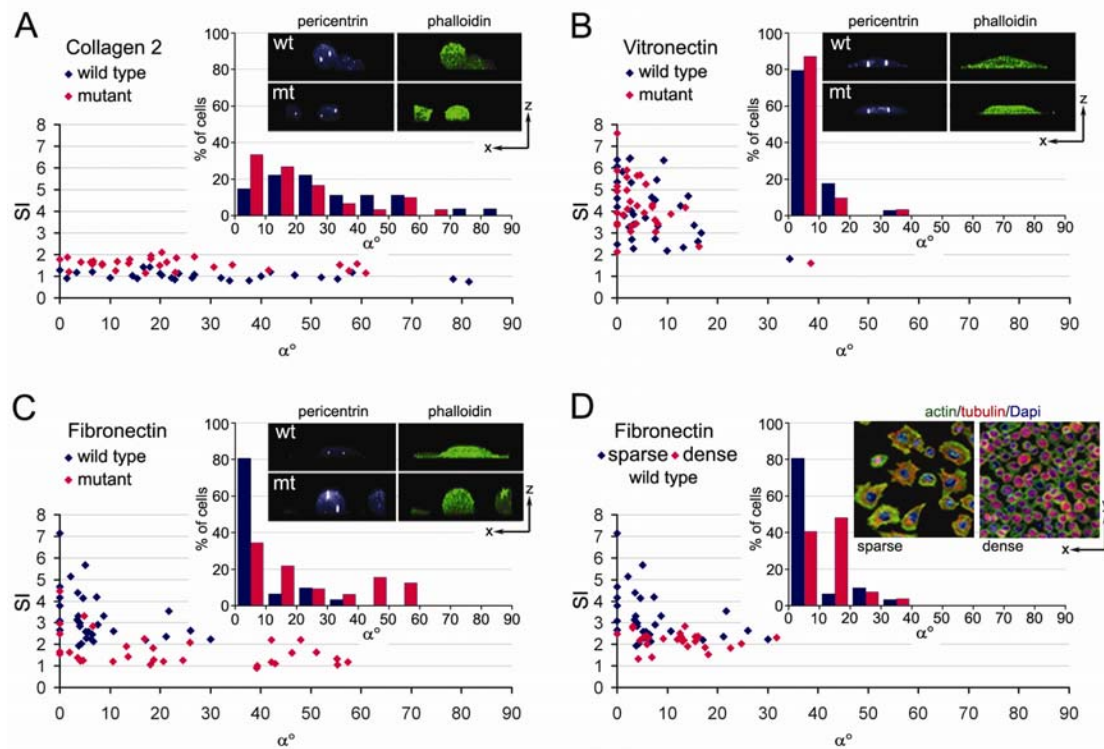 A
Collagen 2
wild type
mutant
pericentrin phalloidin
wt
mt
z
x
% of cells
100
80
60
40
20
0
0 10 20 30 40 50 60 70 80 90
α°
SI
8
7
6
5
4
3
2
1
0
0 10 20 30 40 50 60 70 80 90
α°
B
Vitronectin
wild type
mutant
pericentrin phalloidin
wt
mt
z
x
% of cells
100
80
60
40
20
0
0 10 20 30 40 50 60 70 80 90
α°
SI
8
7
6
5
4
3
2
1
0
0 10 20 30 40 50 60 70 80 90
α°
C
Fibronectin
wild type
mutant
pericentrin phalloidin
wt
mt
z
x
% of cells
100
80
60
40
20
0
0 10 20 30 40 50 60 70 80 90
α°
SI
8
7
6
5
4
3
2
1
0
0 10 20 30 40 50 60 70 80 90
α°
D
Fibronectin
sparse dense
wild type
actin/tubulin/Dapi
sparse dense
x
% of cells
100
80
60
40
20
0
0 10 20 30 40 50 60 70 80 90
α°
SI
8
7
6
5
4
3
2
1
0
0 10 20 30 40 50 60 70 80 90
α°